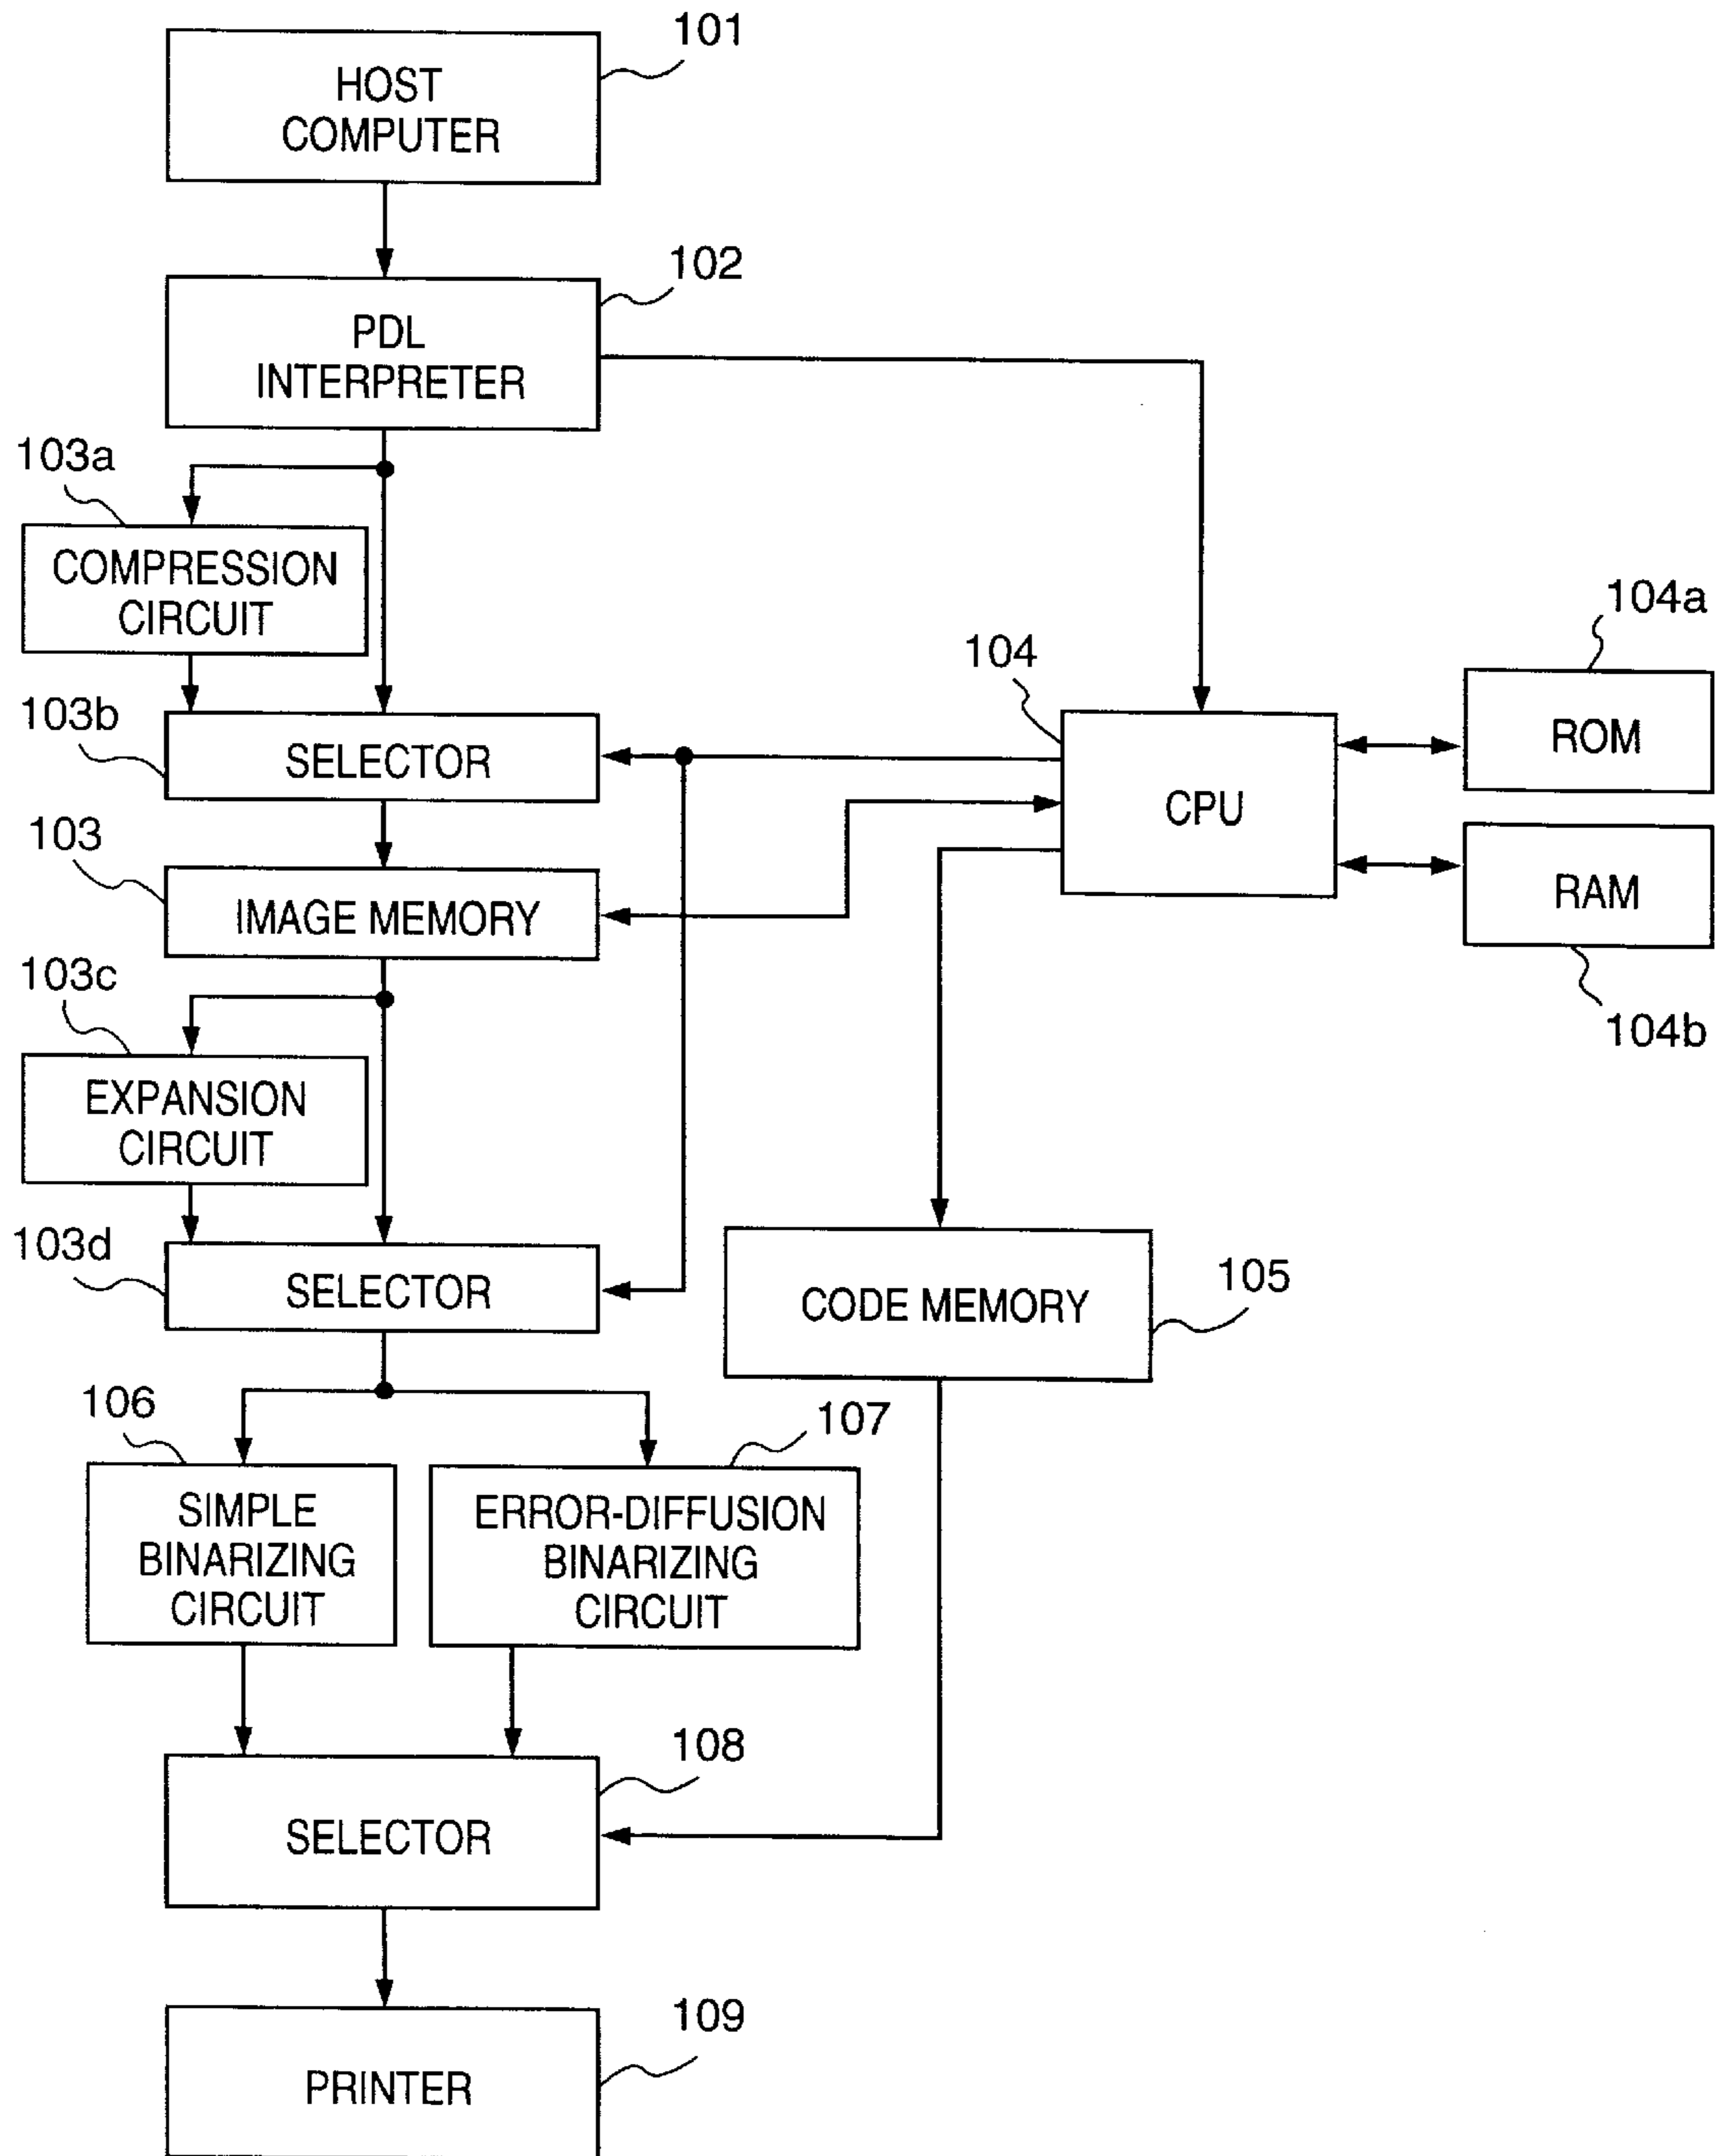 101
HOST
COMPUTER
102
PDL
INTERPRETER
103a
COMPRESSION
CIRCUIT
104a
104
ROM
103b
SELECTOR
CPU
103
RAM
IMAGE MEMORY
103c
104b
EXPANSION
CIRCUIT
103d
SELECTOR
CODE MEMORY
105
106
107
SIMPLE
BINARIZING
CIRCUIT
ERROR-DIFFUSION
BINARIZING
CIRCUIT
108
SELECTOR
109
PRINTER